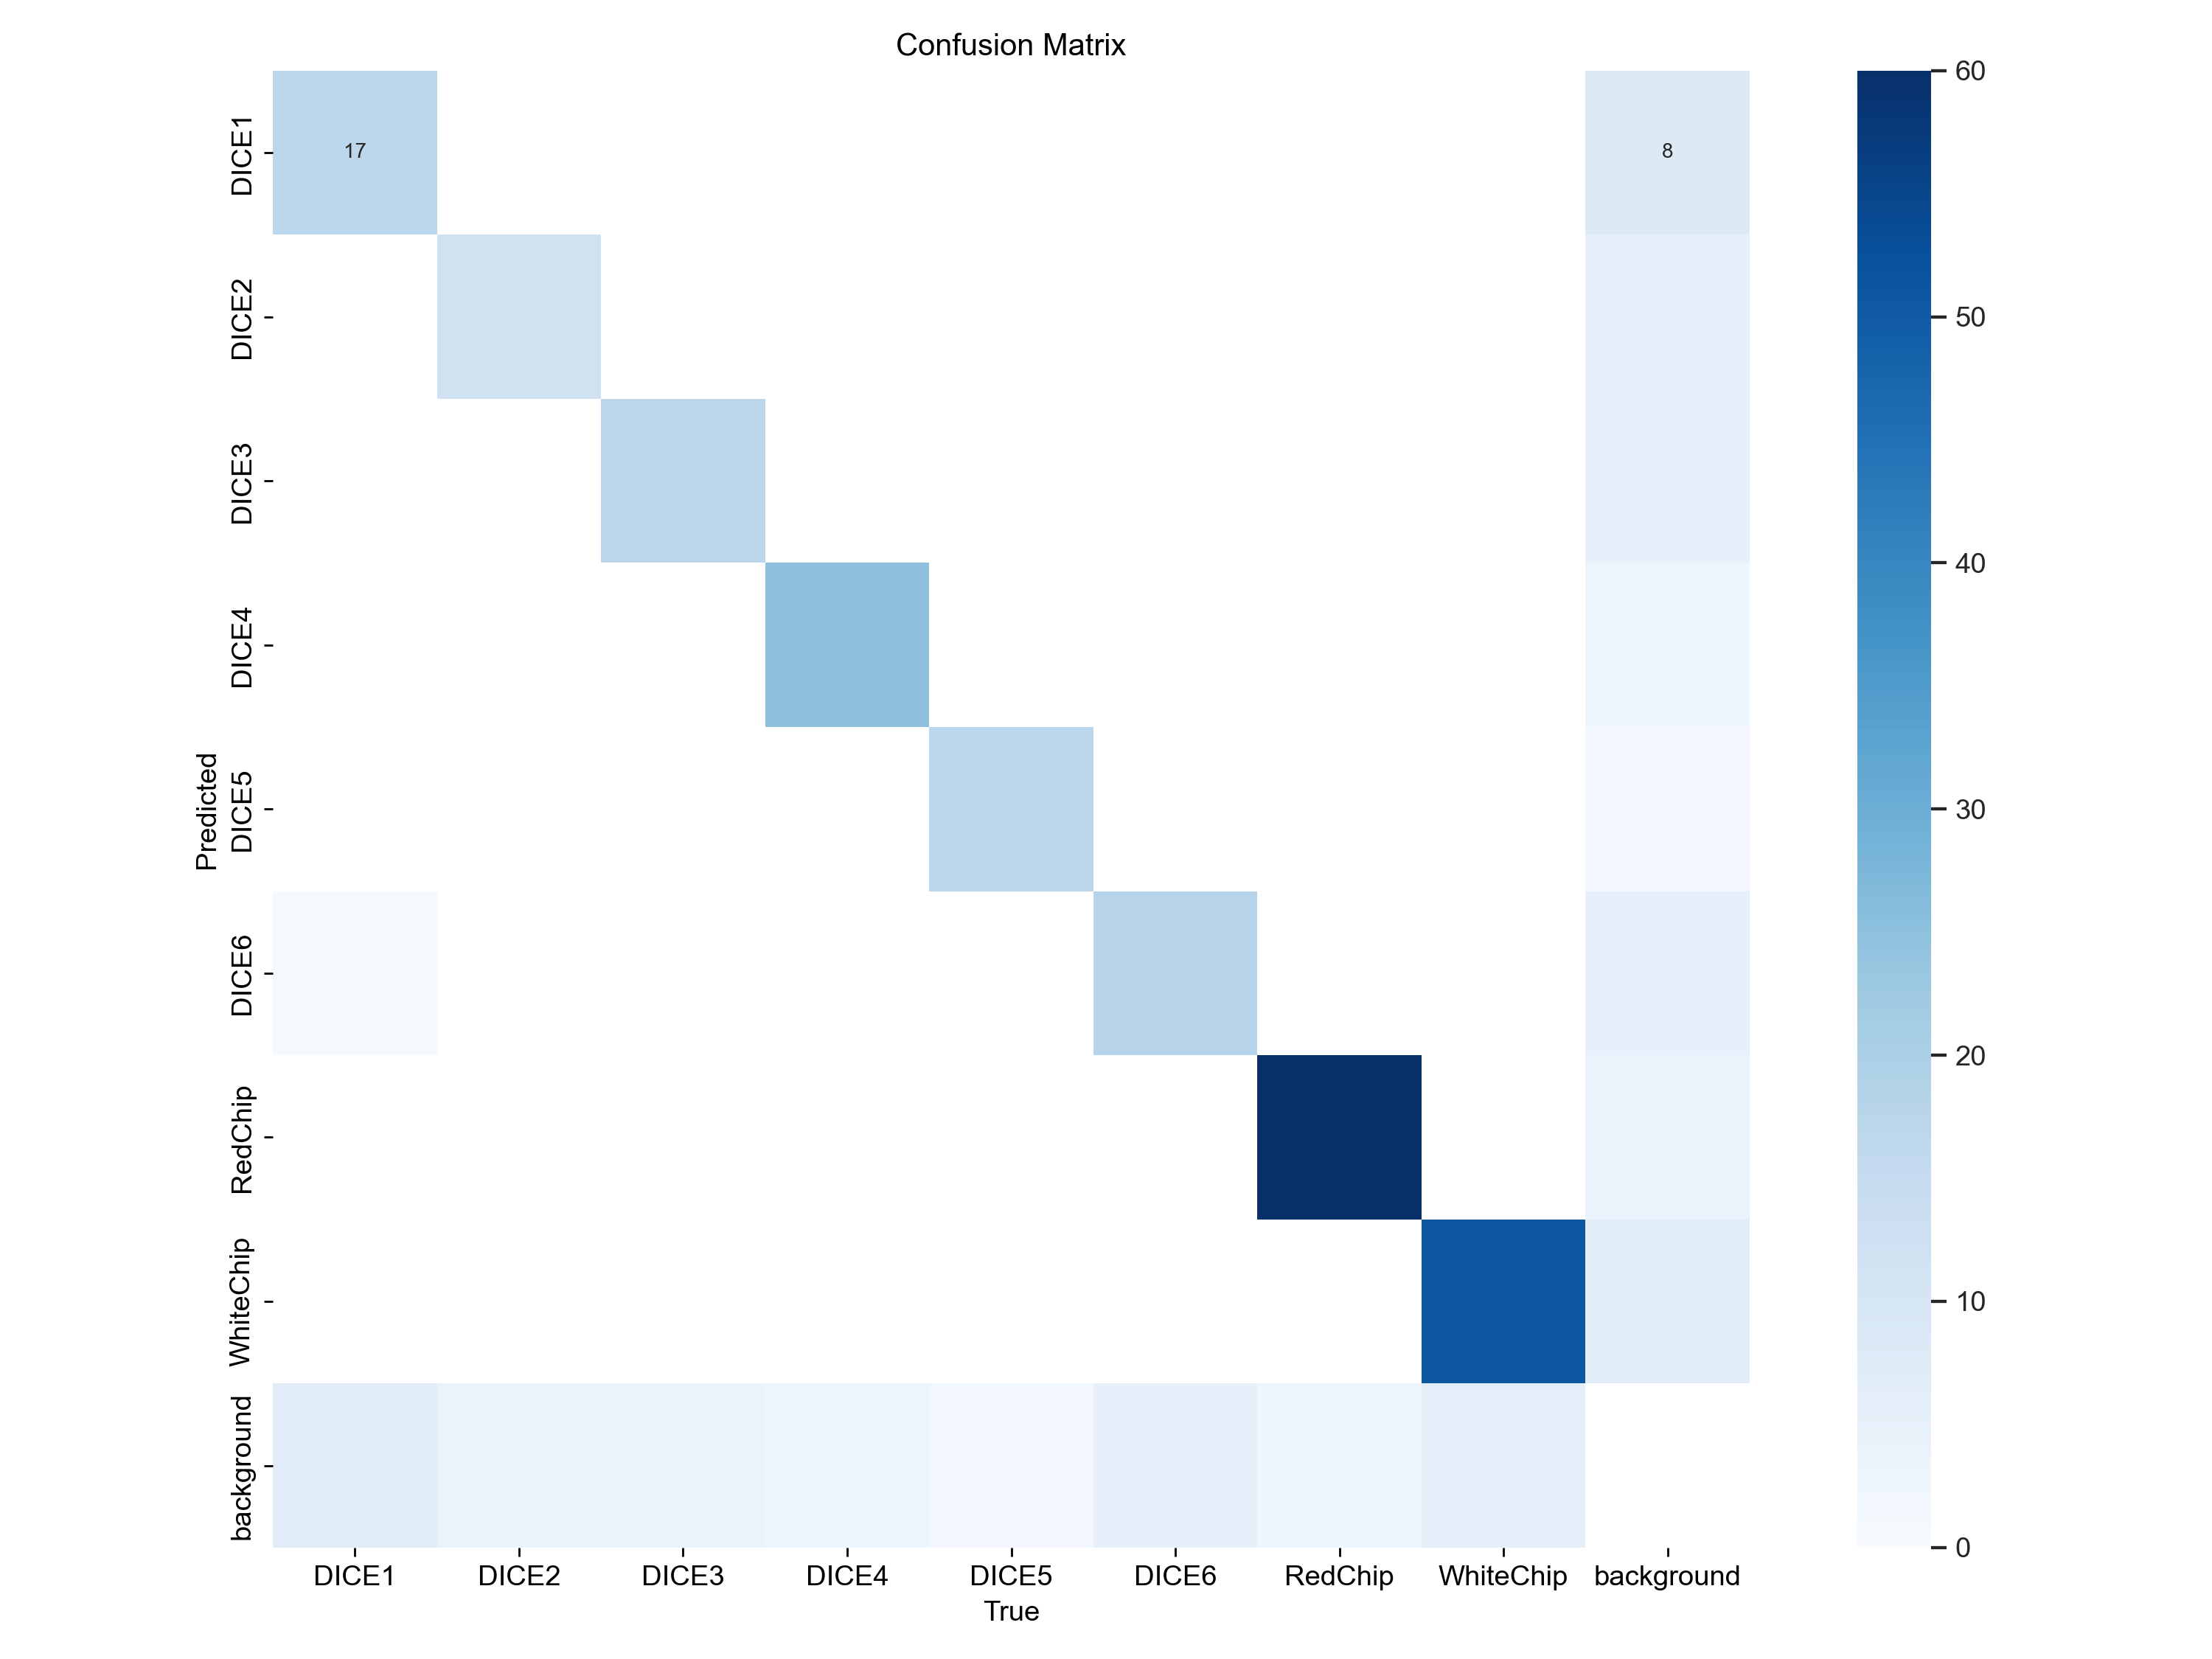 Confusion Matrix
DICE1
17
8
60
DICE2
50
DICE3
40
DICE4
Predicted
DICE5
30
DICE6
20
RedChip
WhiteChip
10
background
0
DICE1 DICE2 DICE3 DICE4 DICE5 DICE6 RedChip WhiteChip background
True